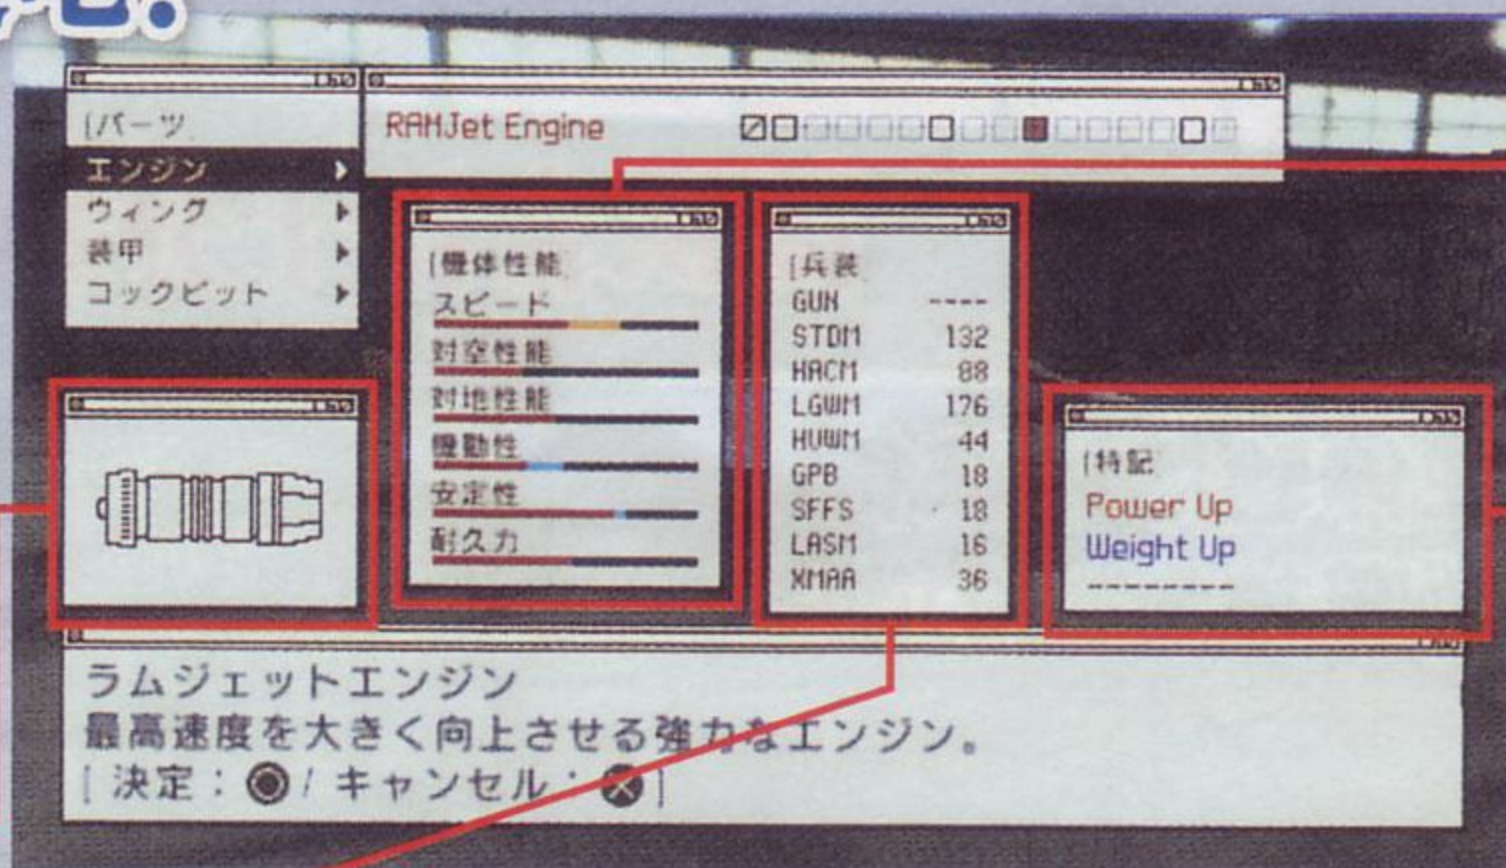 [パーツ]
エンジン
ウィング
装甲
コックピット
RAMJet Engine
[機体性能]
スピード
対空性能
対地性能
機動性
安定性
耐久力
[兵装]
GUN ----
STDM 132
HACM 88
LGWM 176
HVWM 44
GPB 18
SFFS 18
LASM 16
XMAA 36
[特記]
Power Up
Weight Up
--------
ラムジェットエンジン
最高速度を大きく向上させる強力なエンジン。
[ 決定:◎/ キャンセル:⊗]